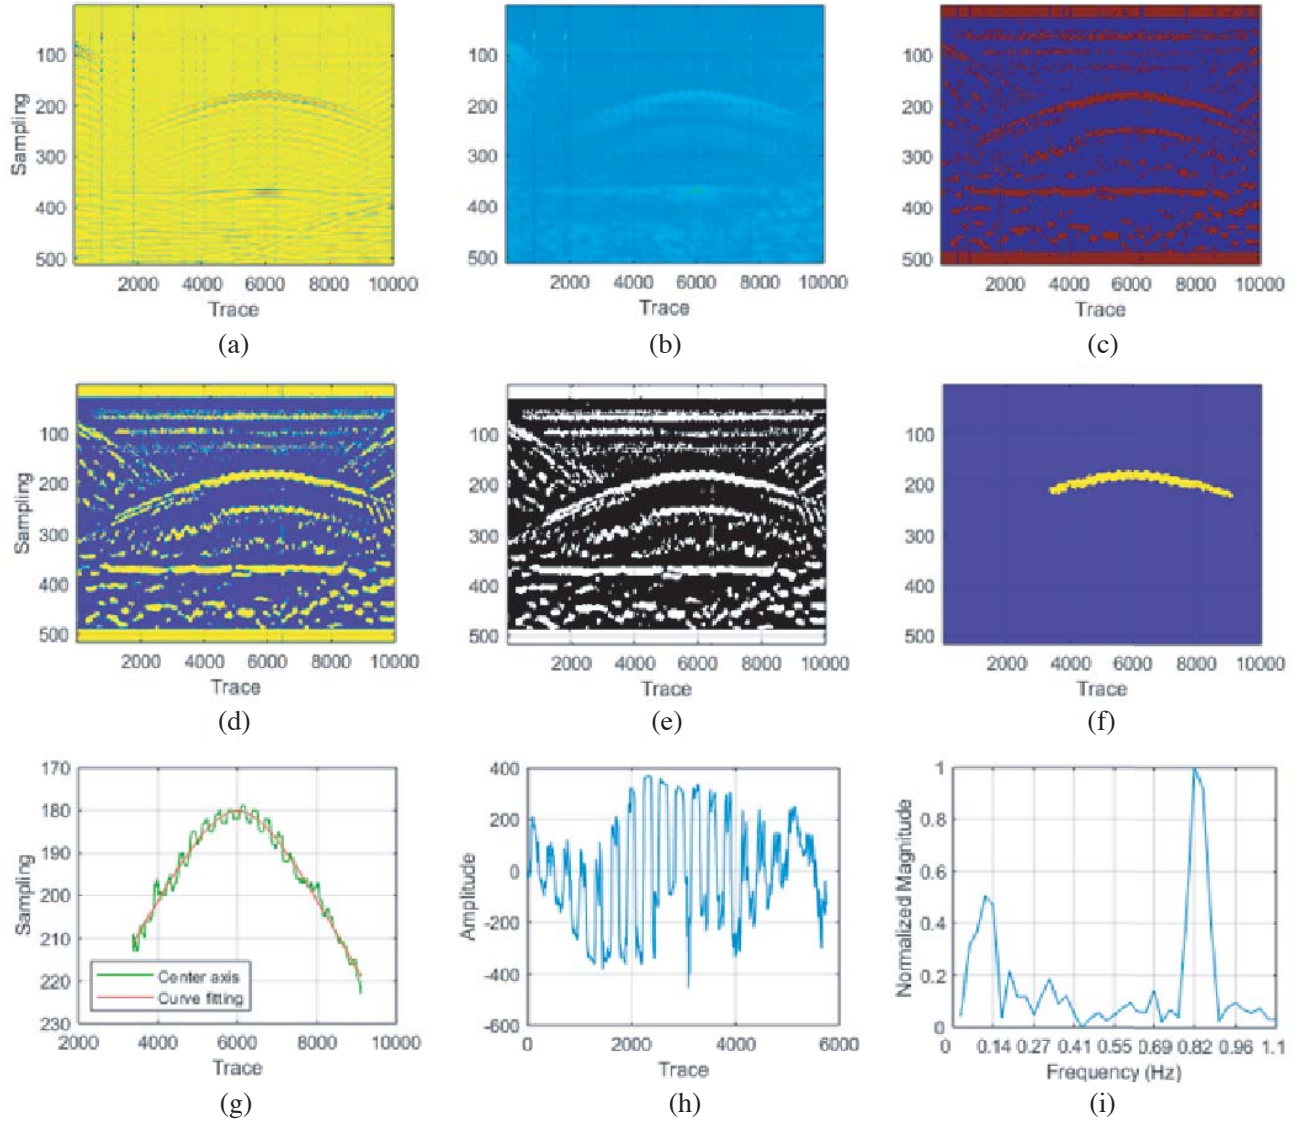 100
200
300
400
500
Sampling
2000 4000 6000 8000 10000
Trace
(a)
100
200
300
400
500
2000 4000 6000 8000 10000
Trace
(b)
100
200
300
400
500
2000 4000 6000 8000 10000
Trace
(c)
100
200
300
400
500
Sampling
2000 4000 6000 8000 10000
Trace
(d)
100
200
300
400
500
2000 4000 6000 8000 10000
Trace
(e)
100
200
300
400
500
2000 4000 6000 8000 10000
Trace
(f)
170
180
190
200
210
220
230
Sampling
Center axis
Curve fitting
2000 4000 6000 8000 10000
Trace
(g)
400
200
0
-200
-400
-600
Amplitude
0 2000 4000 6000
Trace
(h)
1
0.8
0.6
0.4
0.2
0
Normalized Magnitude
0 0.14 0.27 0.41 0.55 0.69 0.82 0.96 1.1
Frequency (Hz)
(i)